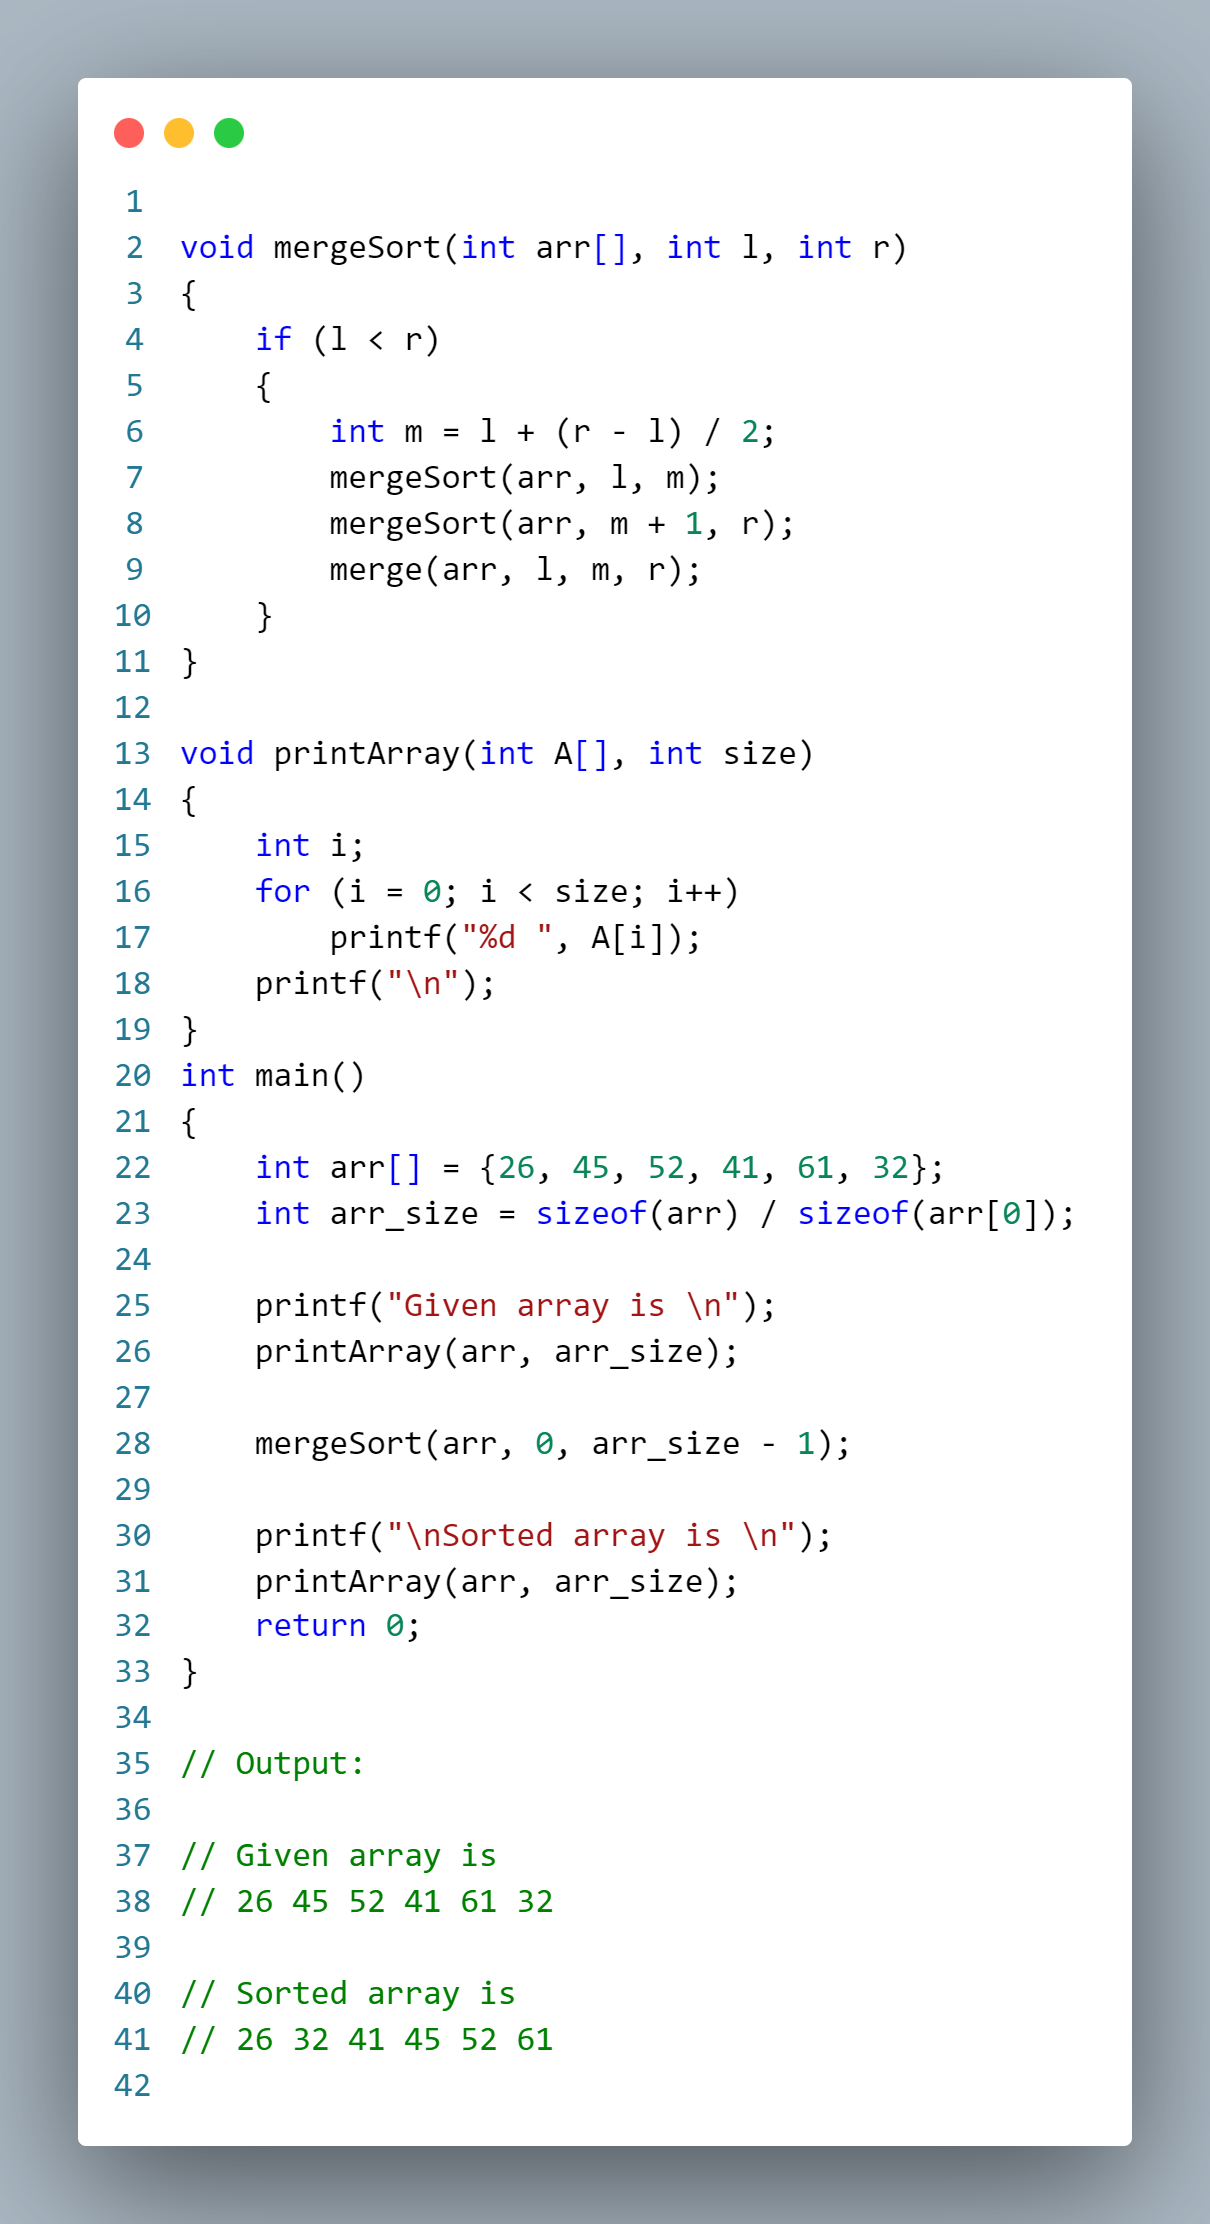 1
2 void mergeSort(int arr[], int l, int r)
3 {
4     if (l < r)
5     {
6         int m = l + (r - l) / 2;
7         mergeSort(arr, l, m);
8         mergeSort(arr, m + 1, r);
9         merge(arr, l, m, r);
10     }
11 }
12
13 void printArray(int A[], int size)
14 {
15     int i;
16     for (i = 0; i < size; i++)
17         printf("%d ", A[i]);
18     printf("\n");
19 }
20 int main()
21 {
22     int arr[] = {26, 45, 52, 41, 61, 32};
23     int arr_size = sizeof(arr) / sizeof(arr[0]);
24
25     printf("Given array is \n");
26     printArray(arr, arr_size);
27
28     mergeSort(arr, 0, arr_size - 1);
29
30     printf("\nSorted array is \n");
31     printArray(arr, arr_size);
32     return 0;
33 }
34
35 // Output:
36
37 // Given array is
38 // 26 45 52 41 61 32
39
40 // Sorted array is
41 // 26 32 41 45 52 61
42